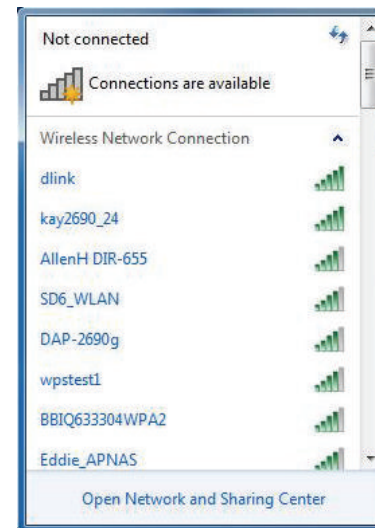 Not connected
Connections are available
Wireless Network Connection
dlink
kay2690_24
AllenH DIR-655
SD6_WLAN
DAP-2690g
wpstest1
BBIQ633304WPA2
Eddie_APNAS
Open Network and Sharing Center